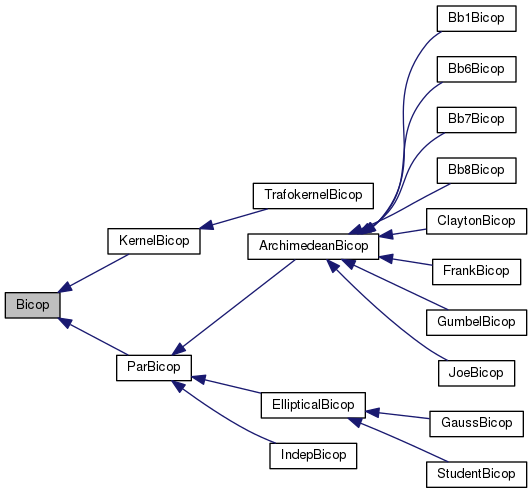 Bb1Bicop
Bb6Bicop
Bb7Bicop
Bb8Bicop
TrafokernelBicop
ClaytonBicop
KernelBicop
ArchimedeanBicop
FrankBicop
Bicop
GumbelBicop
ParBicop
JoeBicop
EllipticalBicop
GaussBicop
IndepBicop
StudentBicop